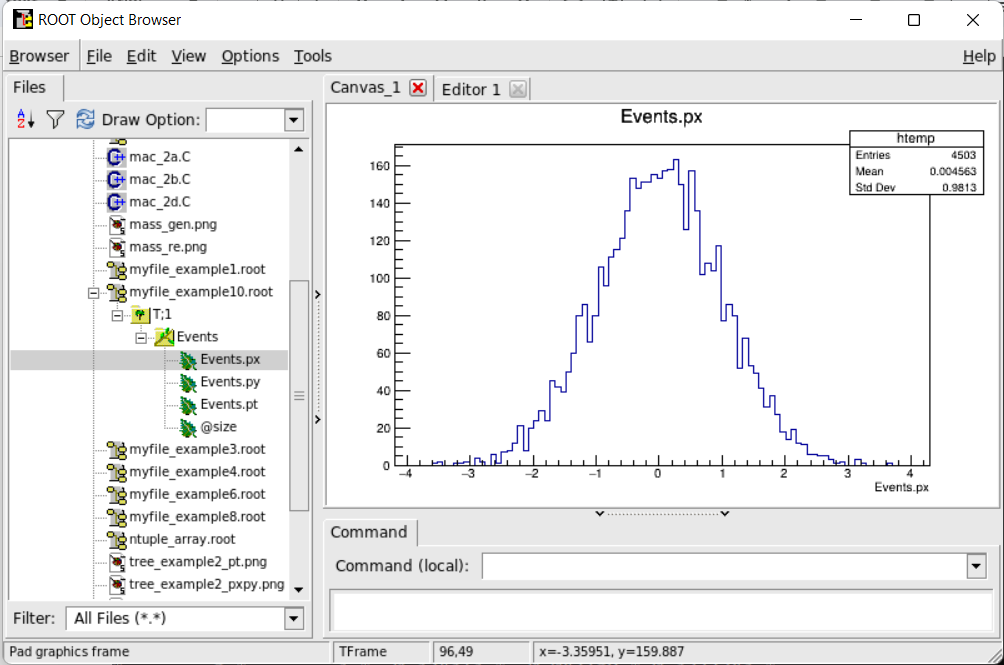 ROOT Object Browser
Browser File Edit View Options Tools Help
Files
Draw Option:
mac_2a.C
mac_2b.C
mac_2d.C
mass_gen.png
mass_re.png
myfile_example1.root
myfile_example10.root
T;1
Events
Events.px
Events.py
Events.pt
@size
myfile_example3.root
myfile_example4.root
myfile_example6.root
myfile_example8.root
ntuple_array.root
tree_example2_pt.png
tree_example2_pxpy.png
Filter: All Files (*.*)
Canvas_1 Editor 1
Events.px
htemp
Entries 4503
Mean 0.004563
Std Dev 0.9813
160
140
120
100
80
60
40
20
0
−4 −3 −2 −1 0 1 2 3 4
Events.px
Command
Command (local):
Pad graphics frame TFrame 96,49 x=-3.35951, y=159.887